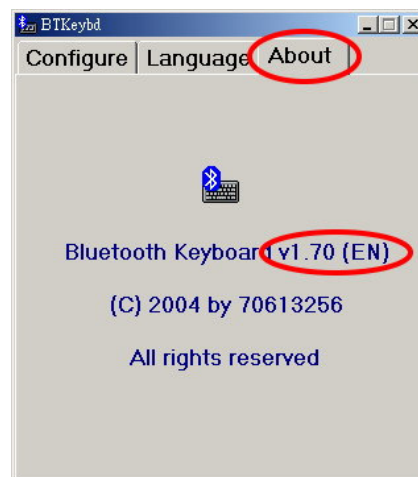 BTKeybd
Configure Language About
Bluetooth Keyboard v1.70 (EN)
(C) 2004 by 70613256
All rights reserved